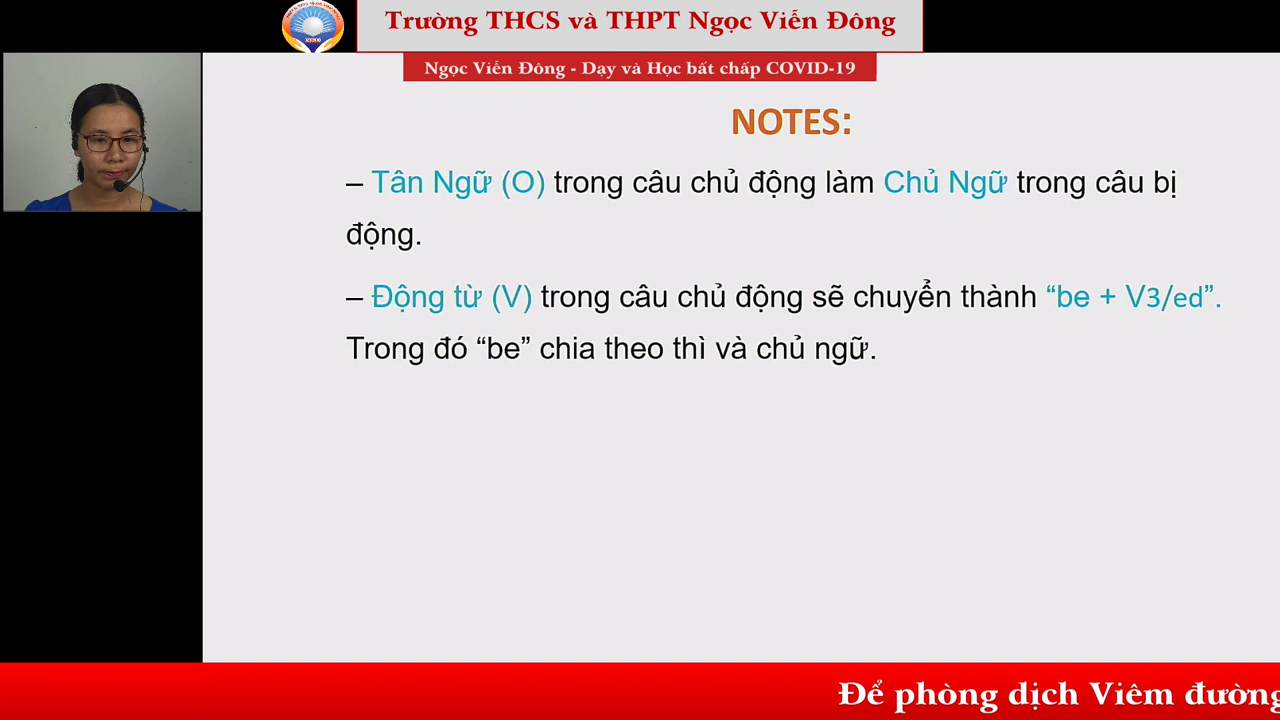 Trường THCS và THPT Ngọc Viễn Đông
Ngọc Viễn Đông - Dạy và Học bất chấp COVID-19
NOTES:
– Tân Ngữ (O) trong câu chủ động làm Chủ Ngữ trong câu bị
động.
– Động từ (V) trong câu chủ động sẽ chuyển thành “be + V3/ed”.
Trong đó “be” chia theo thì và chủ ngữ.
Để phòng dịch Viêm đường